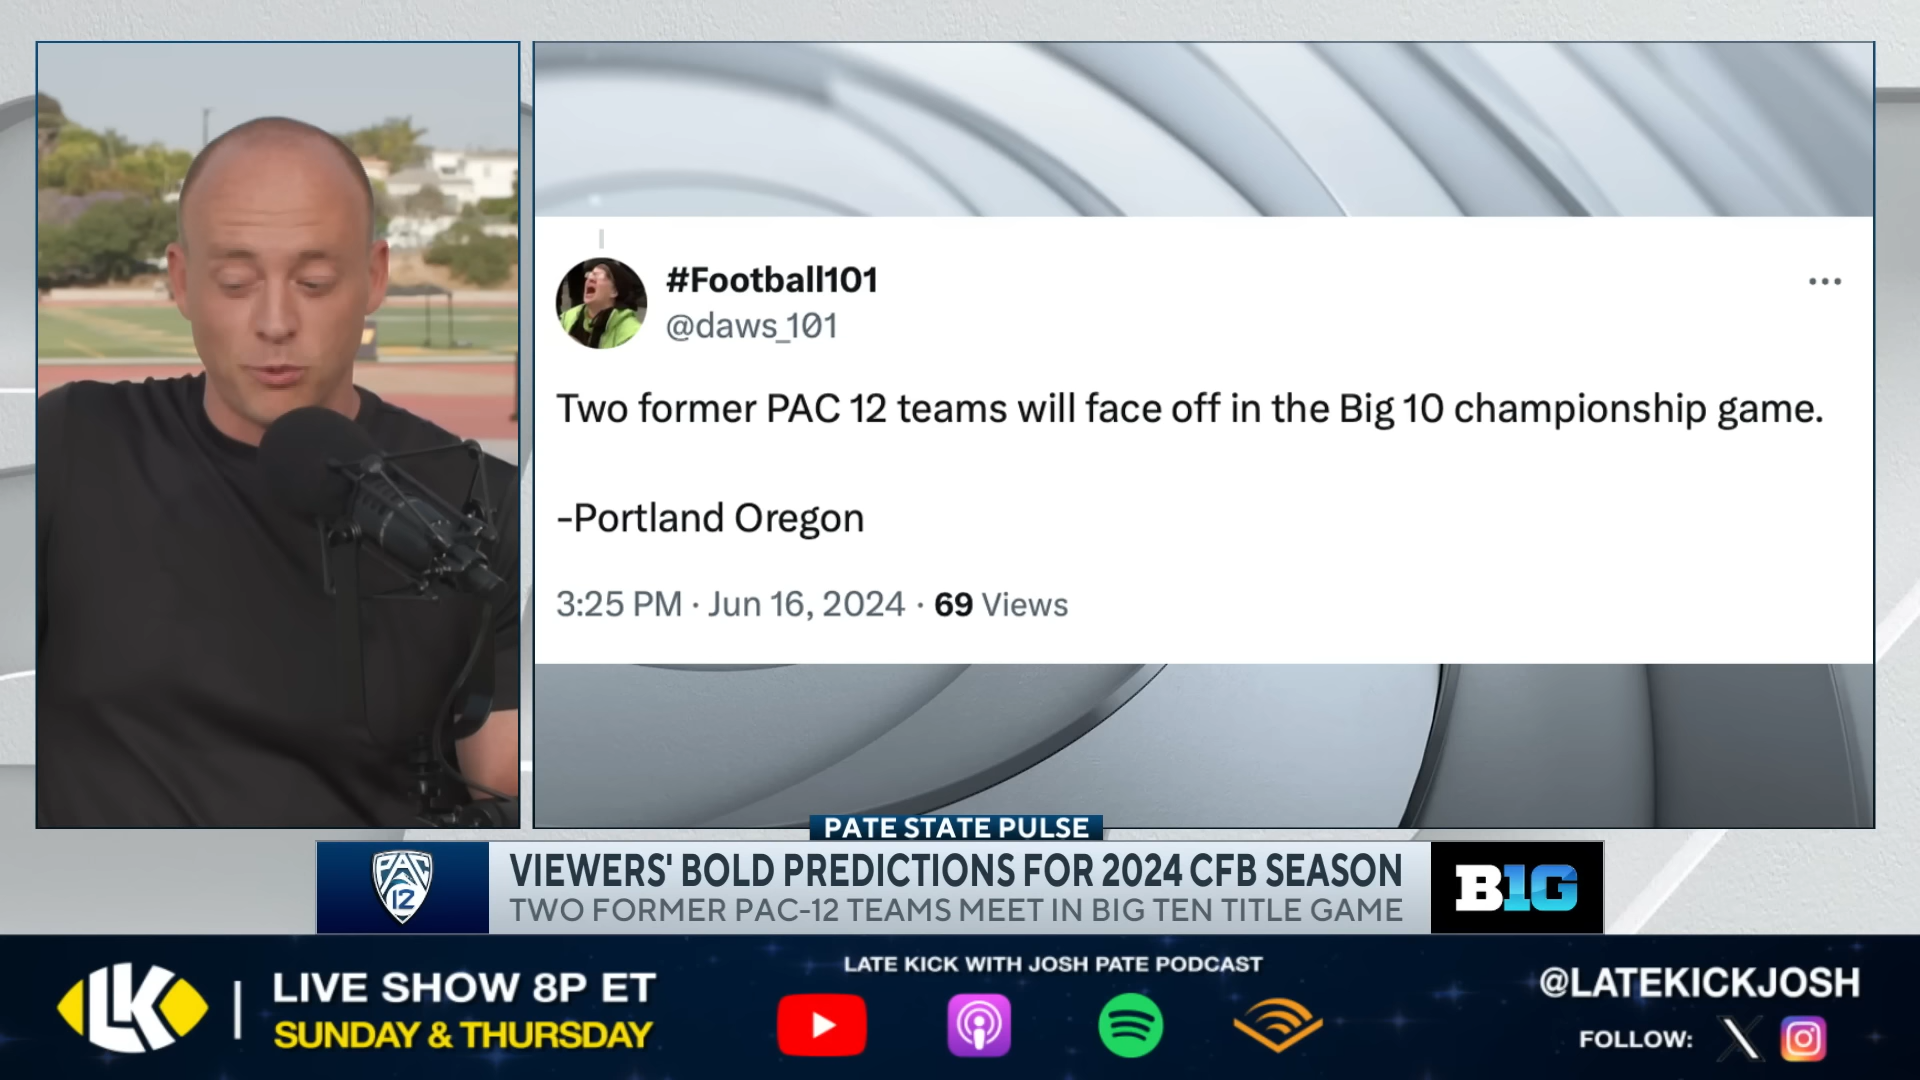 #Football101
@daws_101
Two former PAC 12 teams will face off in the Big 10 championship game.
-Portland Oregon
3:25 PM · Jun 16, 2024 · 69 Views
PATE STATE PULSE
PAC
12
VIEWERS' BOLD PREDICTIONS FOR 2024 CFB SEASON
TWO FORMER PAC-12 TEAMS MEET IN BIG TEN TITLE GAME
B1G
LK
LIVE SHOW 8P ET
SUNDAY & THURSDAY
LATE KICK WITH JOSH PATE PODCAST
@LATEKICKJOSH
FOLLOW: